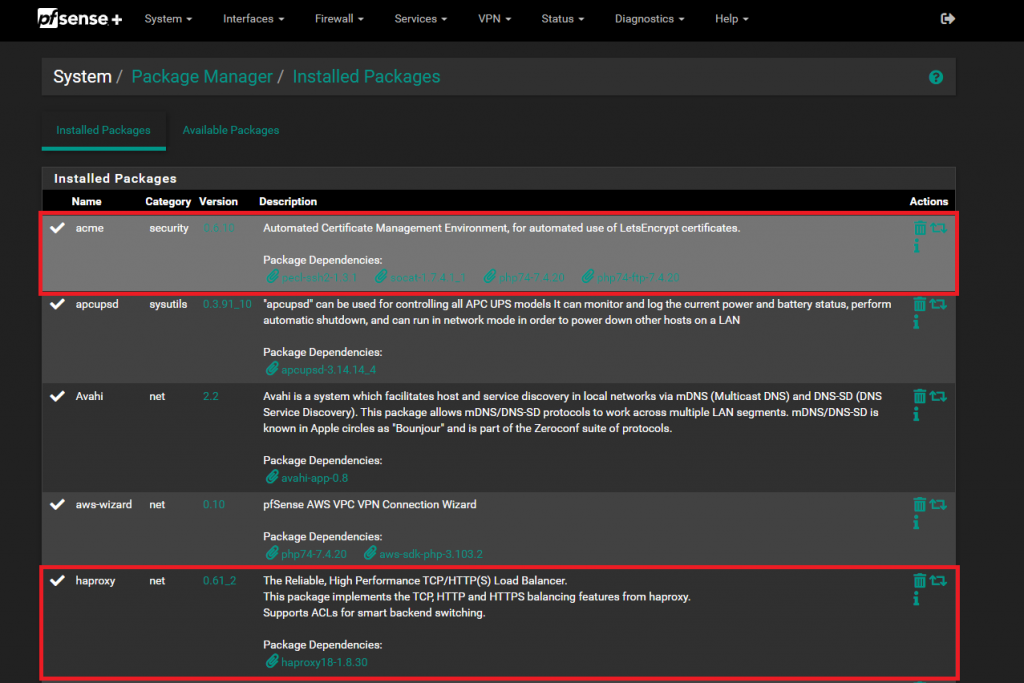 pfsense+ System Interfaces Firewall Services VPN Status Diagnostics Help
System / Package Manager / Installed Packages
Installed Packages Available Packages
Installed Packages
Name Category Version Description Actions
acme security Automated Certificate Management Environment, for automated use of LetsEncrypt certificates.
Package Dependencies:
php74-7.4.20 php74-ftp-7.4.20
apcupsd sysutils 0.3.91_10 "apcupsd" can be used for controlling all APC UPS models It can monitor and log the current power and battery status, perform
automatic shutdown, and can run in network mode in order to power down other hosts on a LAN
Package Dependencies:
apcupsd-3.14.14_4
Avahi net 2.2 Avahi is a system which facilitates host and service discovery in local networks via mDNS (Multicast DNS) and DNS-SD (DNS
Service Discovery). This package allows mDNS/DNS-SD protocols to work across multiple LAN segments. mDNS/DNS-SD is
known in Apple circles as "Bounjour" and is part of the Zeroconf suite of protocols.
Package Dependencies:
avahi-app-0.8
aws-wizard net 0.10 pfSense AWS VPC VPN Connection Wizard
Package Dependencies:
php74-7.4.20 aws-sdk-php-3.103.2
haproxy net 0.61_2 The Reliable, High Performance TCP/HTTP(S) Load Balancer.
This package implements the TCP, HTTP and HTTPS balancing features from haproxy.
Supports ACLs for smart backend switching.
Package Dependencies:
haproxy18-1.8.30